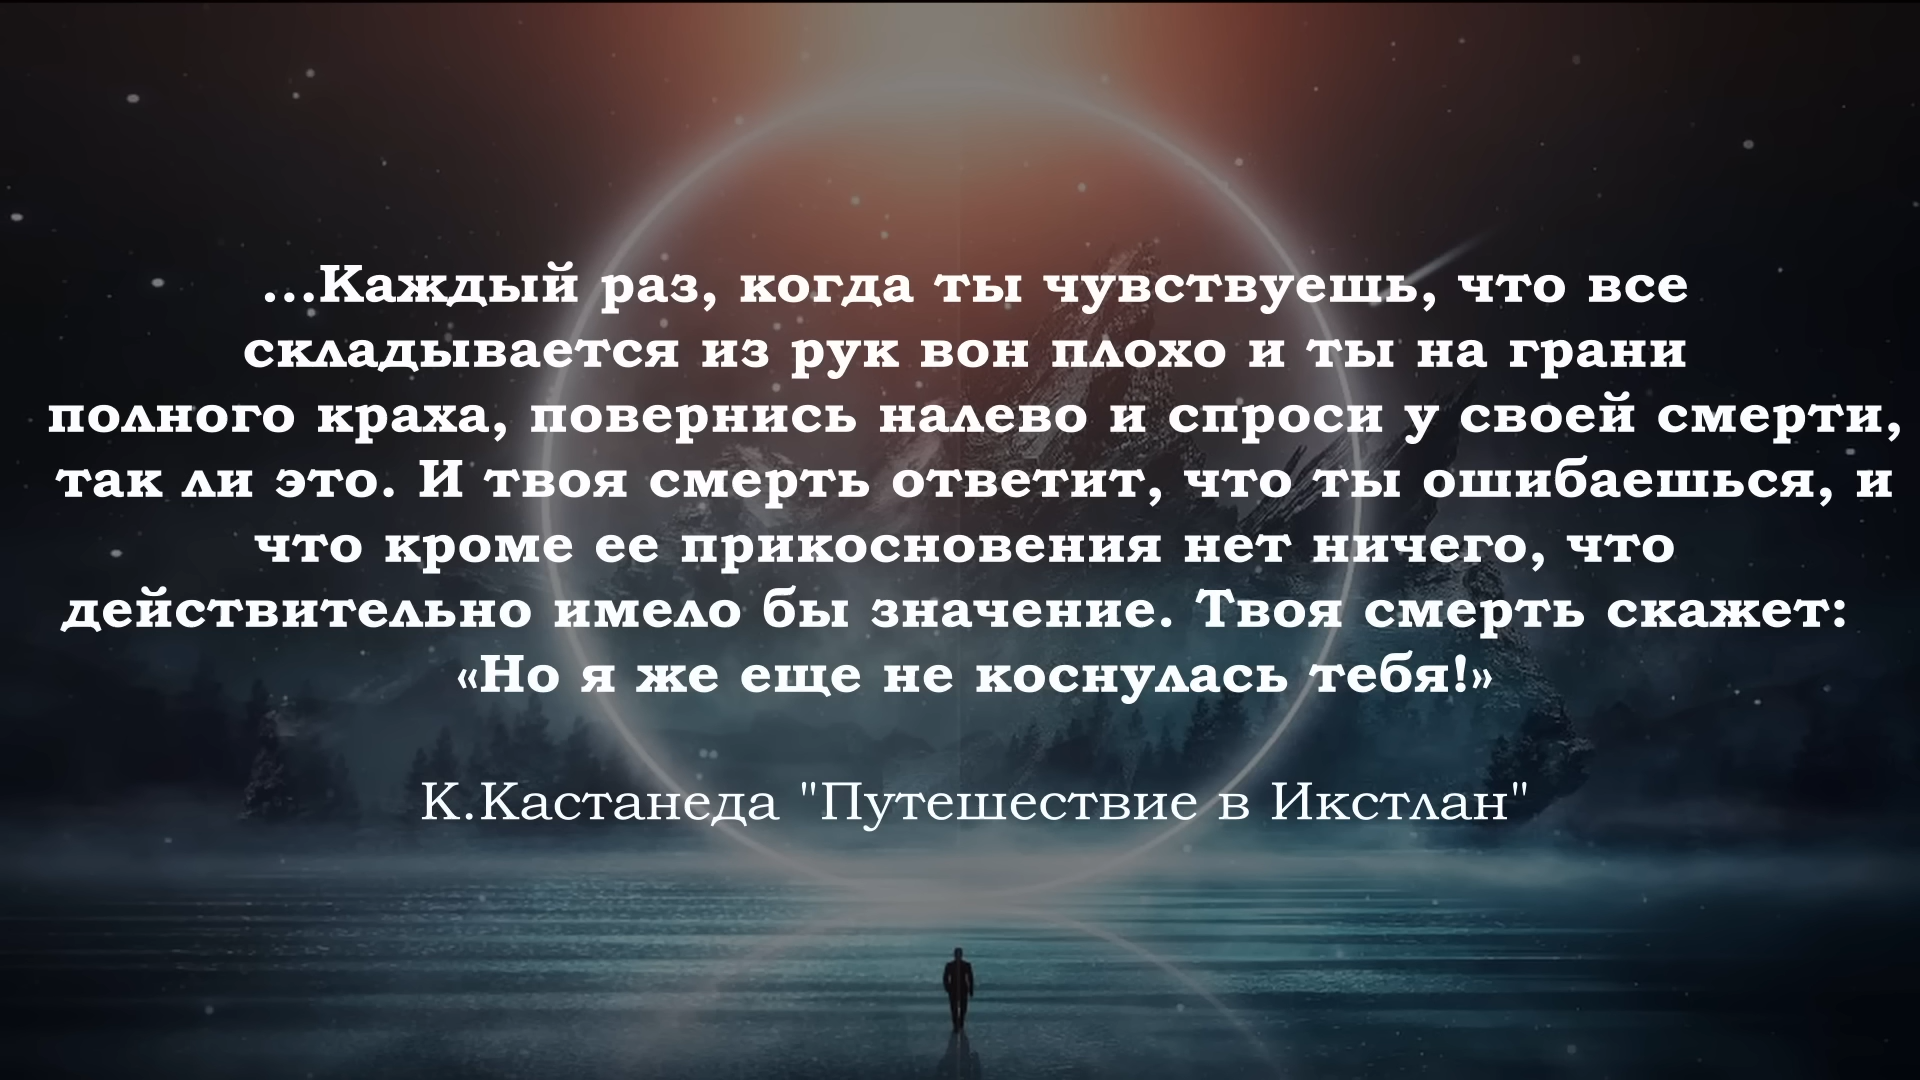 ...Каждый раз, когда ты чувствуешь, что все
складывается из рук вон плохо и ты на грани
полного краха, повернись налево и спроси у своей смерти,
так ли это. И твоя смерть ответит, что ты ошибаешься, и
что кроме ее прикосновения нет ничего, что
действительно имело бы значение. Твоя смерть скажет:
«Но я же еще не коснулась тебя!»
К.Кастанеда "Путешествие в Икстлан"